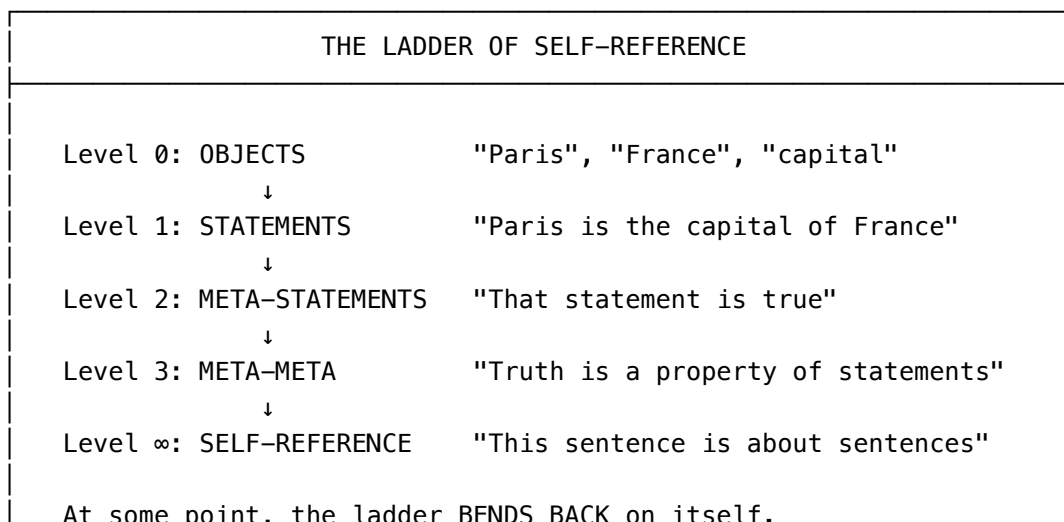 THE LADDER OF SELF-REFERENCE
Level 0: OBJECTS "Paris", "France", "capital"
↓
Level 1: STATEMENTS "Paris is the capital of France"
↓
Level 2: META-STATEMENTS "That statement is true"
↓
Level 3: META-META "Truth is a property of statements"
↓
Level ∞: SELF-REFERENCE "This sentence is about sentences"
At some point, the ladder BENDS BACK on itself.